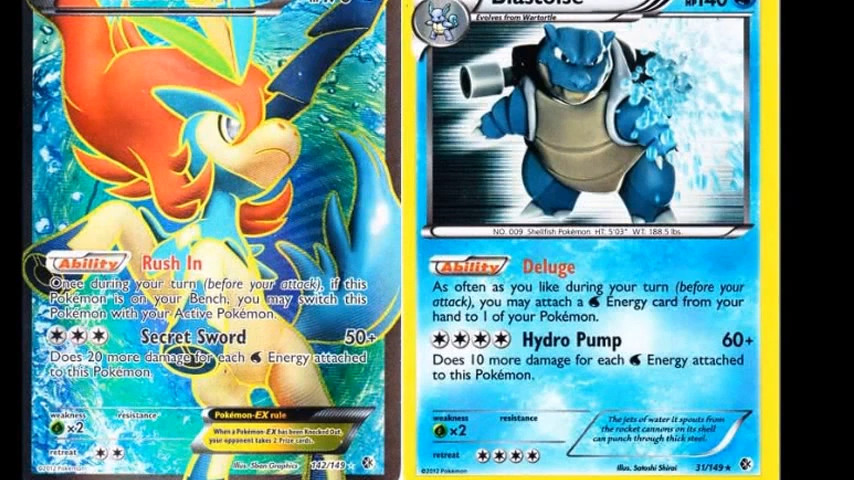 Ability Rush In
Once during your turn (before your attack), if this
Pokémon is on your Bench, you may switch this
Pokémon with your Active Pokémon.
Secret Sword 50+
Does 20 more damage for each Energy attached
to this Pokémon.
weakness resistance
×2
retreat
Pokémon-EX rule
When a Pokémon-EX has been Knocked Out,
your opponent takes 2 Prize cards.
©2012 Pokémon Illus. Sban Graphics 142/149
Blastoise HP140
Evolves from Wartortle
NO. 009 Shellfish Pokémon HT: 5'03" WT: 188.5 lbs.
Ability Deluge
As often as you like during your turn (before your
attack), you may attach a Energy card from your
hand to 1 of your Pokémon.
Hydro Pump 60+
Does 10 more damage for each Energy attached
to this Pokémon.
weakness resistance
×2
retreat
The jets of water it spouts from
the rocket cannons on its shell
can punch through thick steel.
©2012 Pokémon Illus. Satoshi Shirai 31/149★